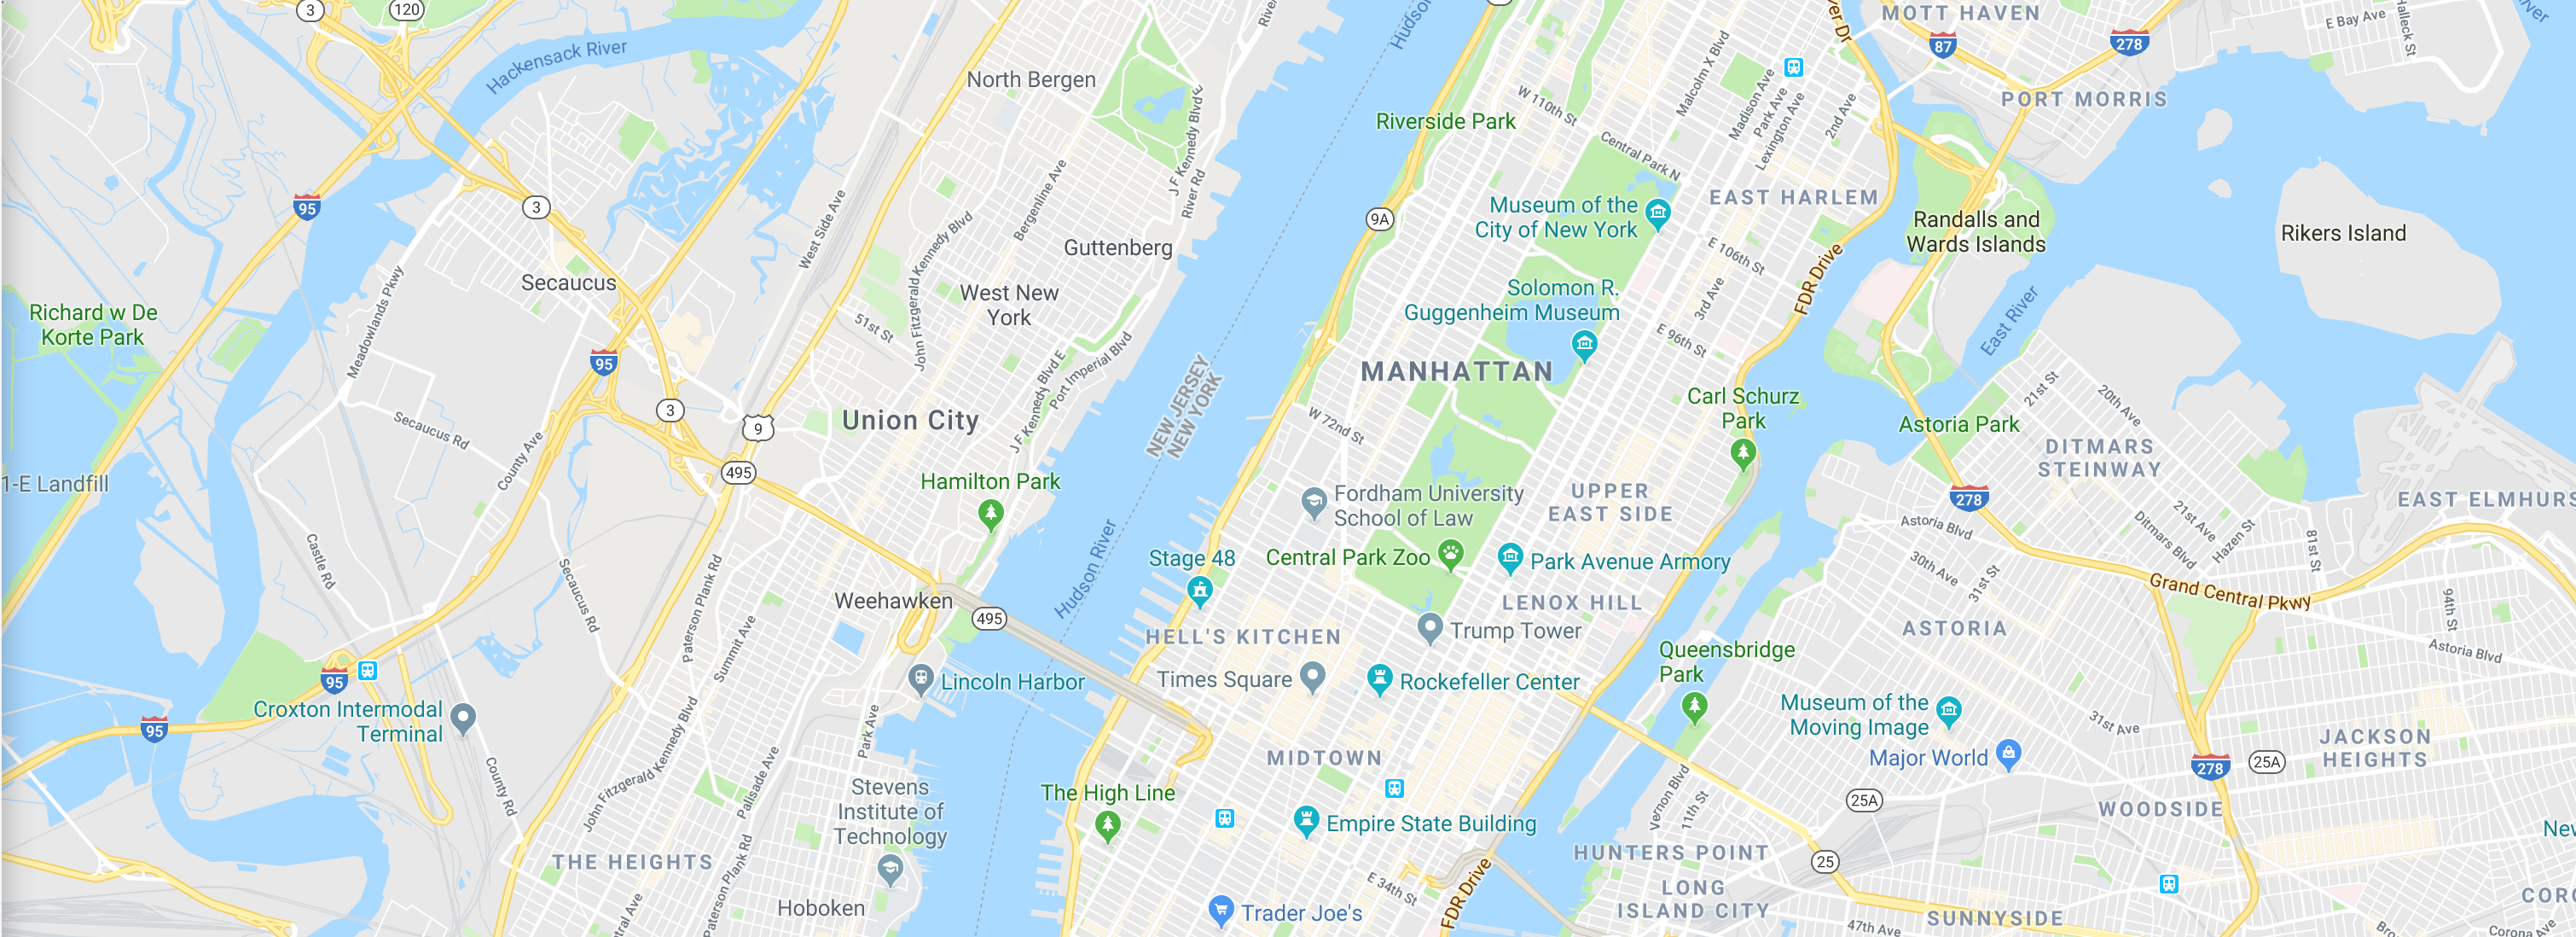 3
120
Hackensack River
North Bergen
Hudson
River
Malcolm X Blvd
ver Dr
MOTT HAVEN
87
278
E Bay Ave
Halleck St
PORT MORRIS
W 110th St
Riverside Park
Central Park N
Madison Ave
Park Ave
Lexington Ave
2nd Ave
J F Kennedy Blvd E
River Rd
Bergenline Ave
95
3
9A
Museum of the
City of New York
EAST HARLEM
Randalls and
Wards Islands
Rikers Island
West Side Ave
John Fitzgerald Kennedy Blvd
Guttenberg
E 106th St
FDR Drive
Secaucus
Meadowlands Pkwy
West New
York
Solomon R.
Guggenheim Museum
3rd Ave
East River
Richard w De
Korte Park
51st St
Port Imperial Blvd
J F Kennedy Blvd E
E 96th St
95
NEW JERSEY
NEW YORK
MANHATTAN
Carl Schurz
Park
21st St
20th Ave
3
9
Union City
W 72nd St
Astoria Park
DITMARS
STEINWAY
Secaucus Rd
County Ave
495
Hamilton Park
1-E Landfill
Fordham University
School of Law
UPPER
EAST SIDE
278
EAST ELMHURS
Astoria Blvd
Ditmars Blvd
21st Ave
Hazen St
81st St
Castle Rd
Secaucus Rd
Paterson Plank Rd
Hudson River
Stage 48
Central Park Zoo
Park Avenue Armory
30th Ave
31st St
Grand Central Pkwy
94th St
Weehawken
495
LENOX HILL
HELL'S KITCHEN
Trump Tower
ASTORIA
Astoria Blvd
Summit Ave
Queensbridge
Park
95
Lincoln Harbor
Times Square
Rockefeller Center
Croxton Intermodal
Terminal
Museum of the
Moving Image
31st Ave
95
Park Ave
John Fitzgerald Kennedy Blvd
MIDTOWN
Major World
JACKSON
HEIGHTS
278
25A
County Rd
Palisade Ave
Stevens
Institute of
Technology
The High Line
Vernon Blvd
11th St
25A
WOODSIDE
Empire State Building
New
THE HEIGHTS
HUNTERS POINT
25
Paterson Plank Rd
E 34th St
FDR Drive
LONG
ISLAND CITY
Hoboken
Trader Joe's
SUNNYSIDE
47th Ave
CORO
Corona Ave